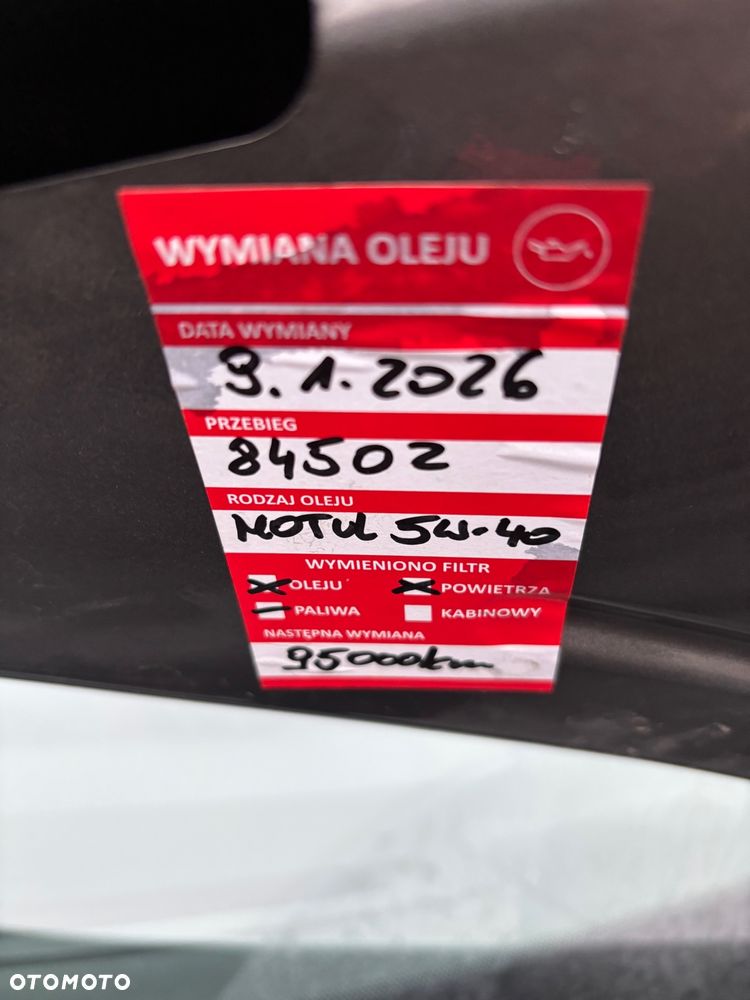 WYMIANA OLEJU
DATA WYMIANY
9.1.2026
PRZEBIEG
84502
RODZAJ OLEJU
MOTUL 5W-40
WYMIENIONO FILTR
OLEJU POWIETRZA
PALIWA KABINOWY
NASTĘPNA WYMIANA
95000km
OTOMOTO